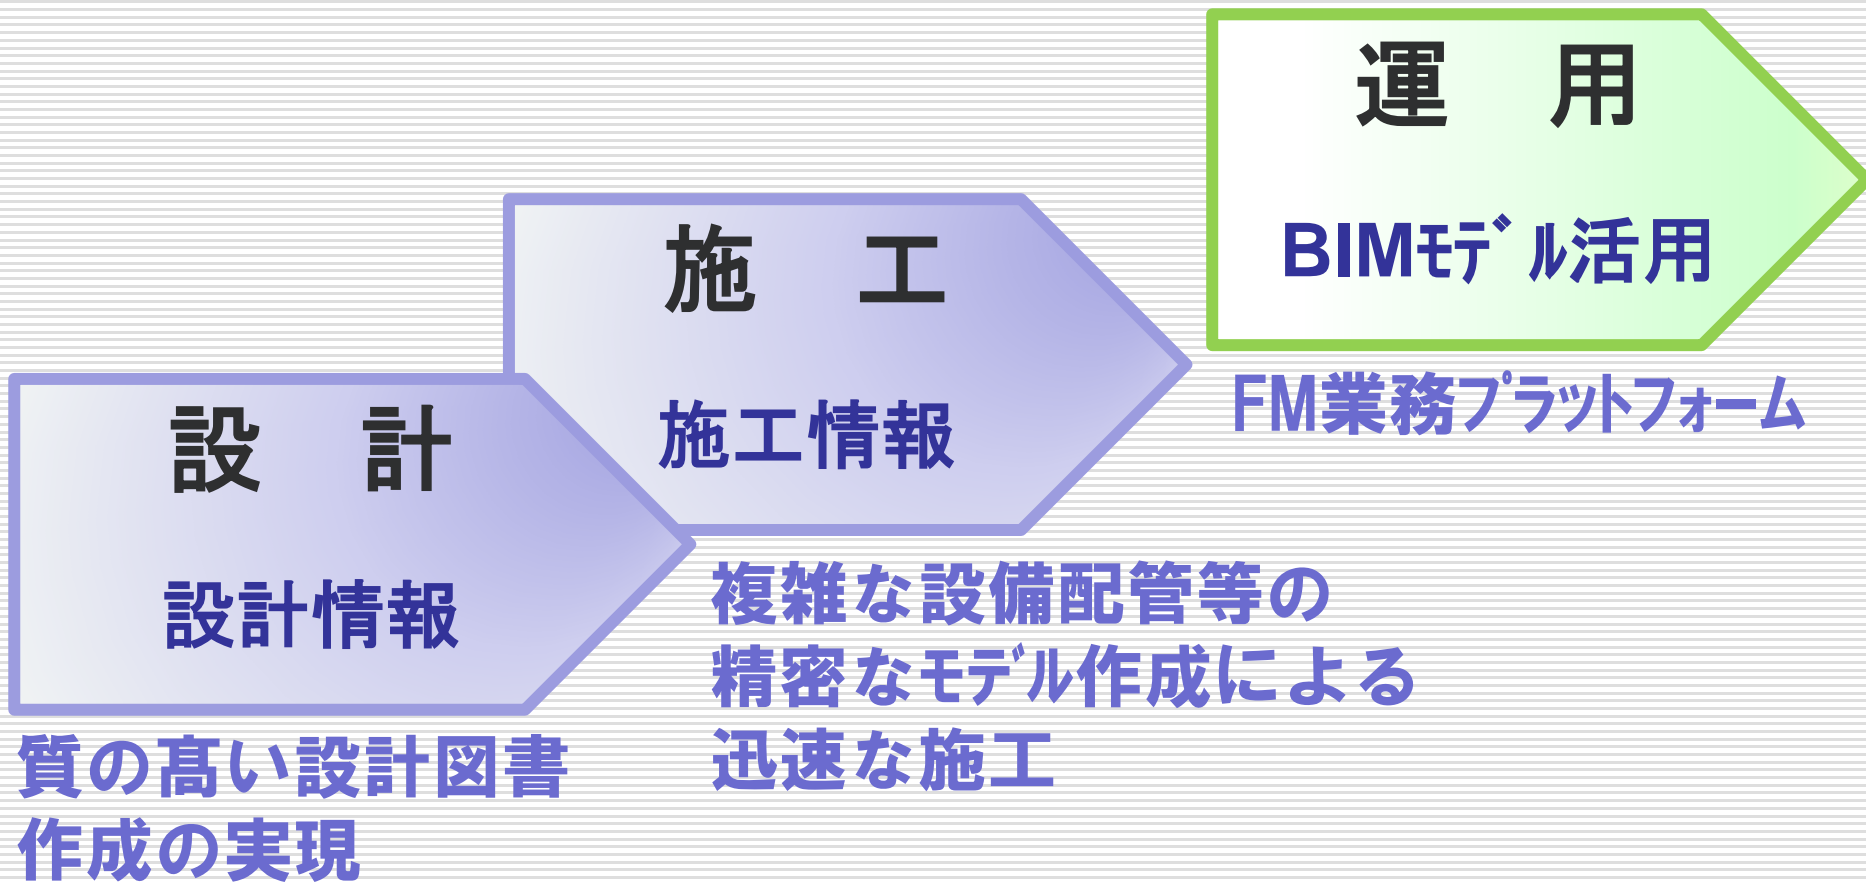 設　計
設計情報
質の髙い設計図書
作成の実現
施　工
施工情報
複雑な設備配管等の
精密なﾓﾃﾞﾙ作成による
迅速な施工
運　用
BIMﾓﾃﾞﾙ活用
FM業務プラットフォーム